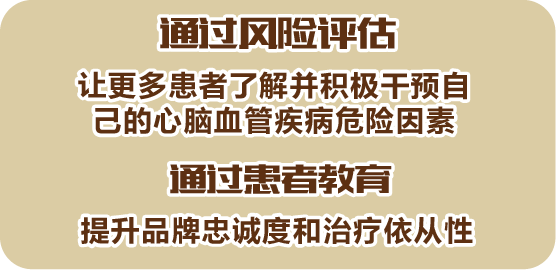 通过风险评估
让更多患者了解并积极干预自
己的心脑血管疾病危险因素
通过患者教育
提升品牌忠诚度和治疗依从性